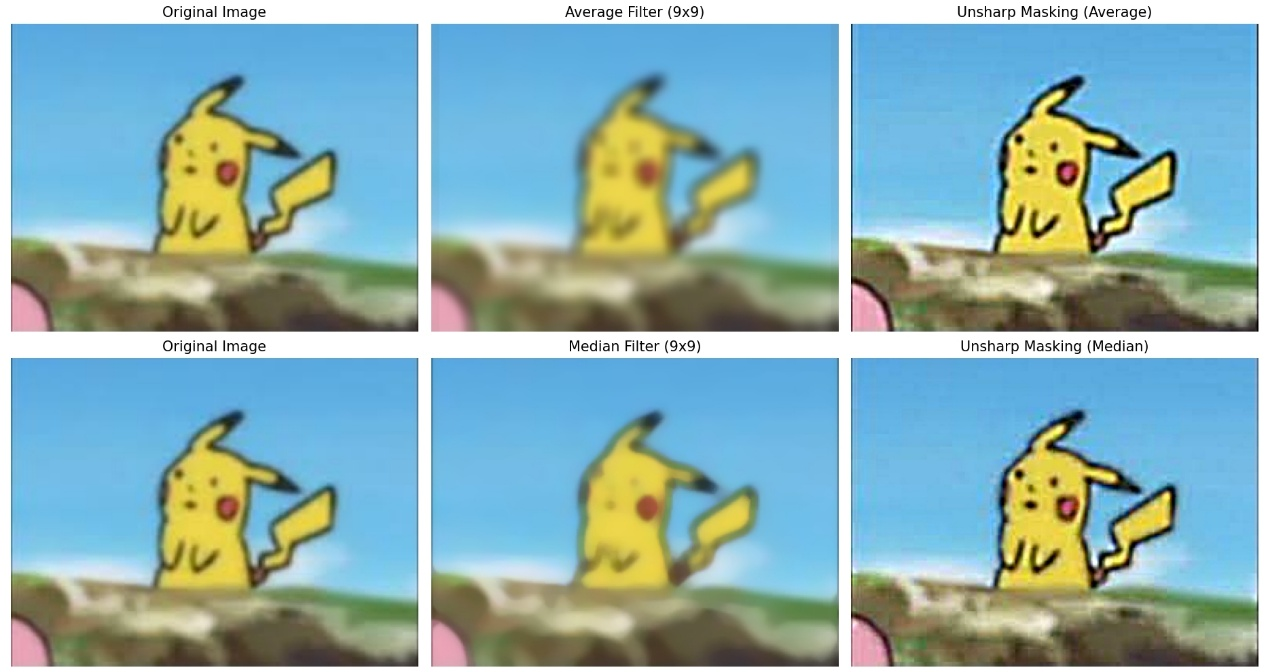 Original Image
Average Filter (9x9)
Unsharp Masking (Average)
Original Image
Median Filter (9x9)
Unsharp Masking (Median)